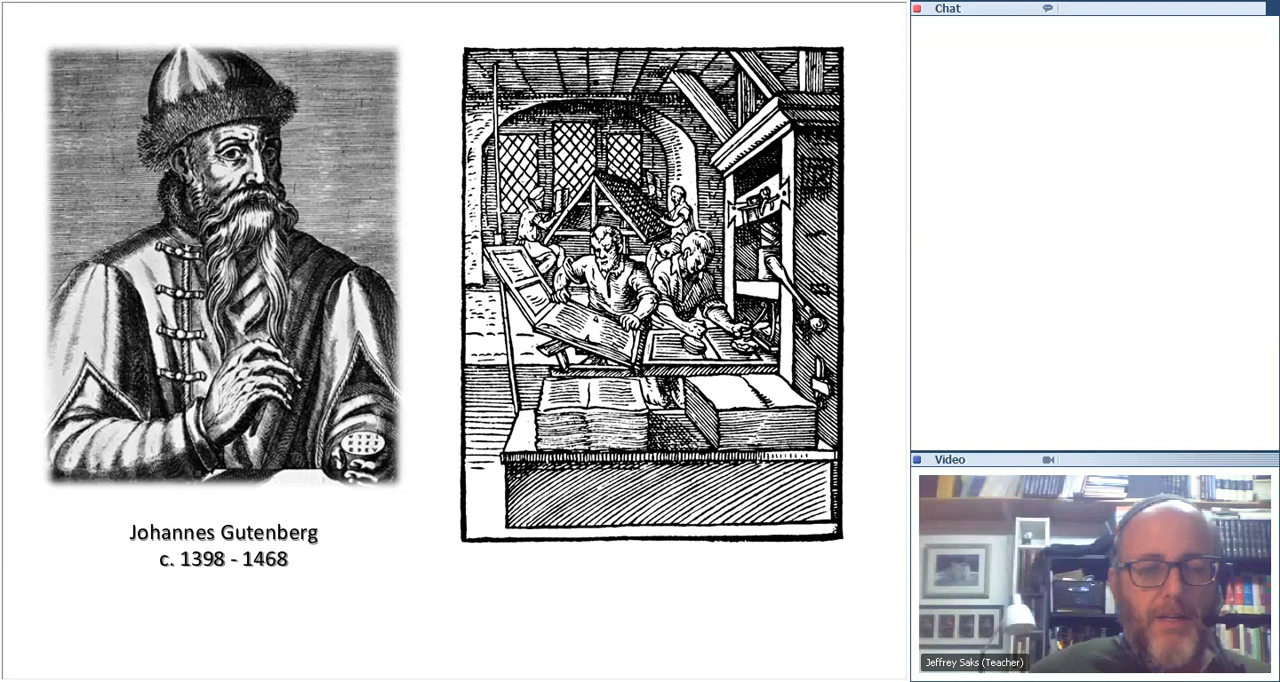 Johannes Gutenberg
c. 1398 - 1468
Chat
Video
Jeffrey Saks (Teacher)